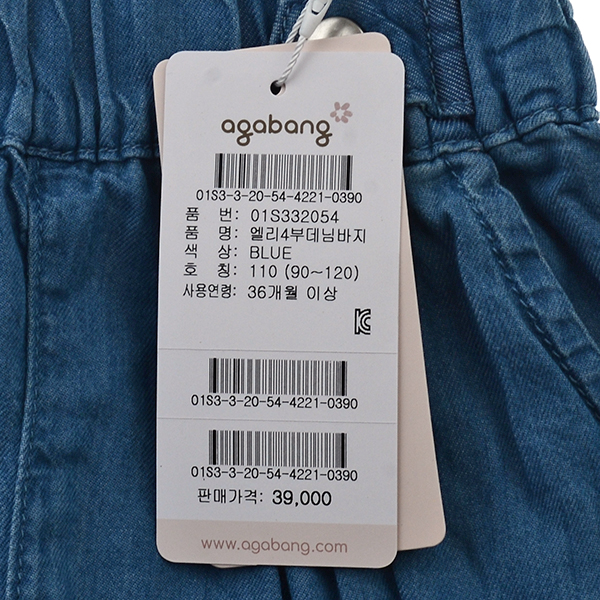 agabang
01S3-3-20-54-4221-0390
품 번: 01S332054
품 명: 엘리4부데님바지
색 상: BLUE
호 칭: 110 (90~120)
사용연령: 36개월 이상
01S3-3-20-54-4221-0390
01S3-3-20-54-4221-0390
판매가격: 39,000
www.agabang.com